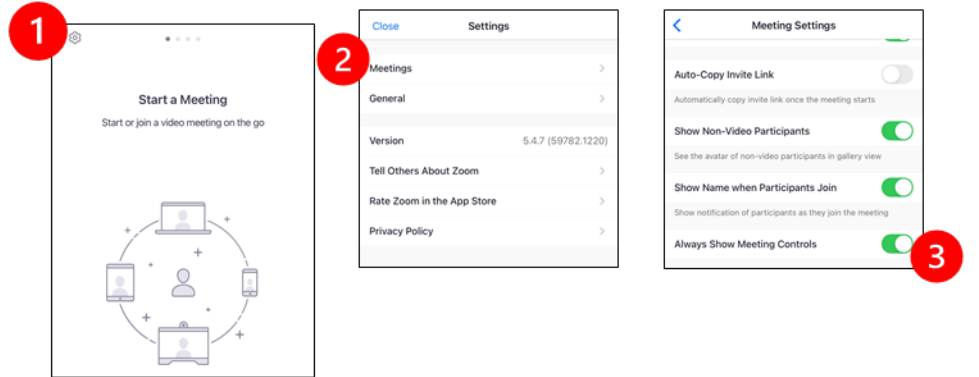 1
Start a Meeting
Start or join a video meeting on the go
2
Close Settings
Meetings
General
Version 5.4.7 (59782.1220)
Tell Others About Zoom
Rate Zoom in the App Store
Privacy Policy
Meeting Settings
Auto-Copy Invite Link
Automatically copy invite link once the meeting starts
Show Non-Video Participants
See the avatar of non-video participants in gallery view
Show Name when Participants Join
Show notification of participants as they join the meeting
Always Show Meeting Controls
3